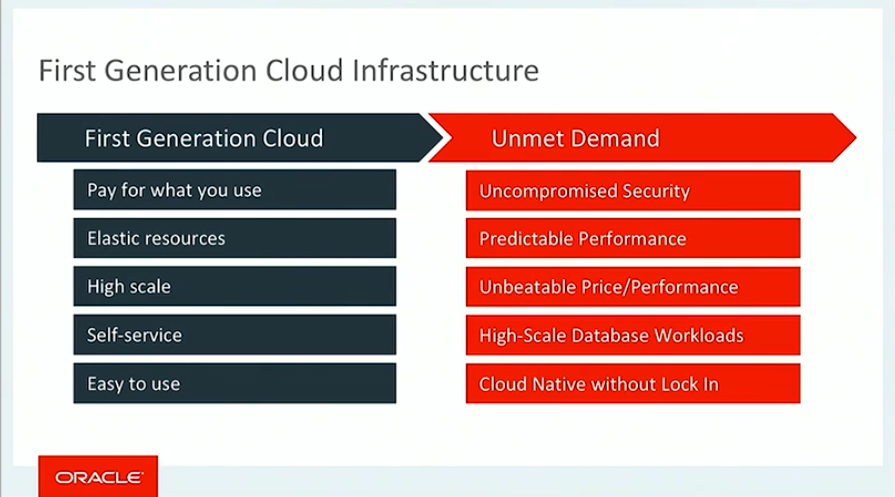 First Generation Cloud Infrastructure
First Generation Cloud
Unmet Demand
Pay for what you use
Uncompromised Security
Elastic resources
Predictable Performance
High scale
Unbeatable Price/Performance
Self-service
High-Scale Database Workloads
Easy to use
Cloud Native without Lock In
ORACLE